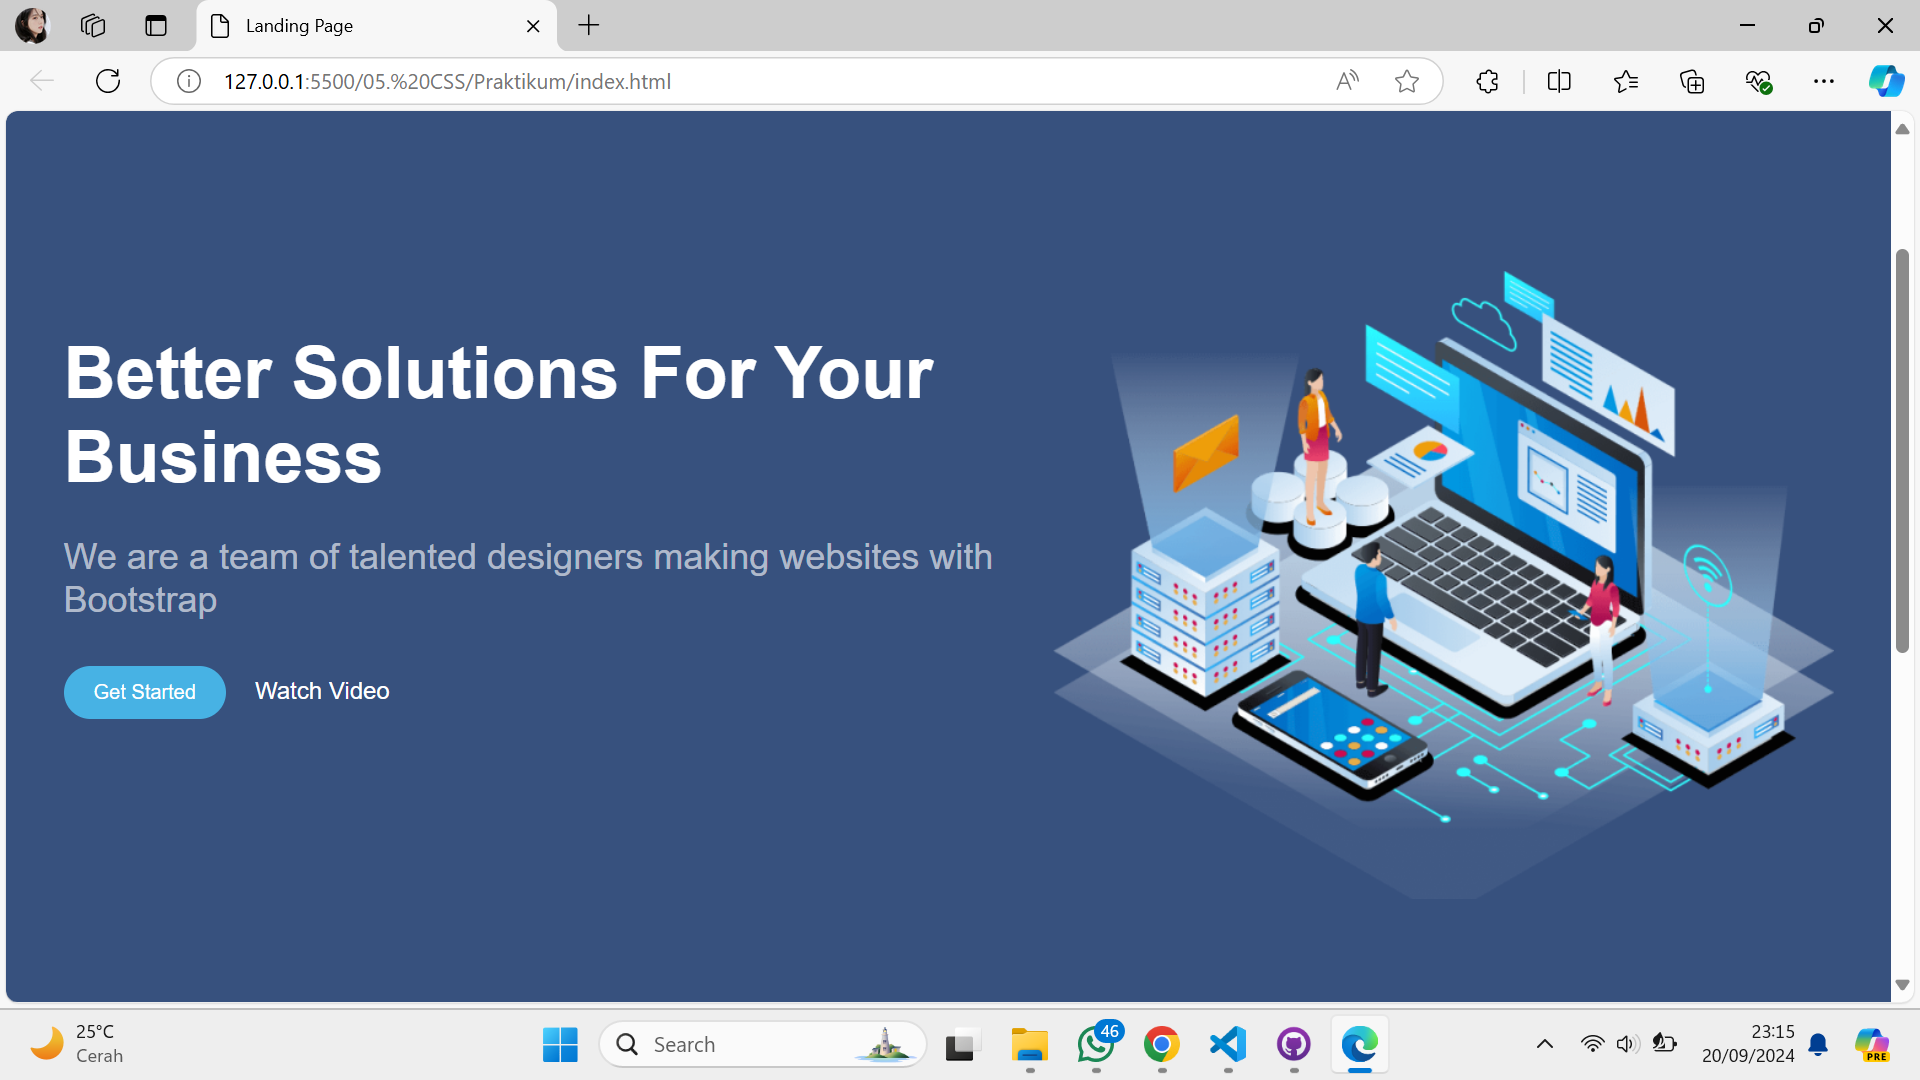 Landing Page
127.0.0.1:5500/05.%20CSS/Praktikum/index.html
Better Solutions For Your
Business
We are a team of talented designers making websites with
Bootstrap
Get Started
Watch Video
25°C
Cerah
Search
46
23:15
20/09/2024
PRE